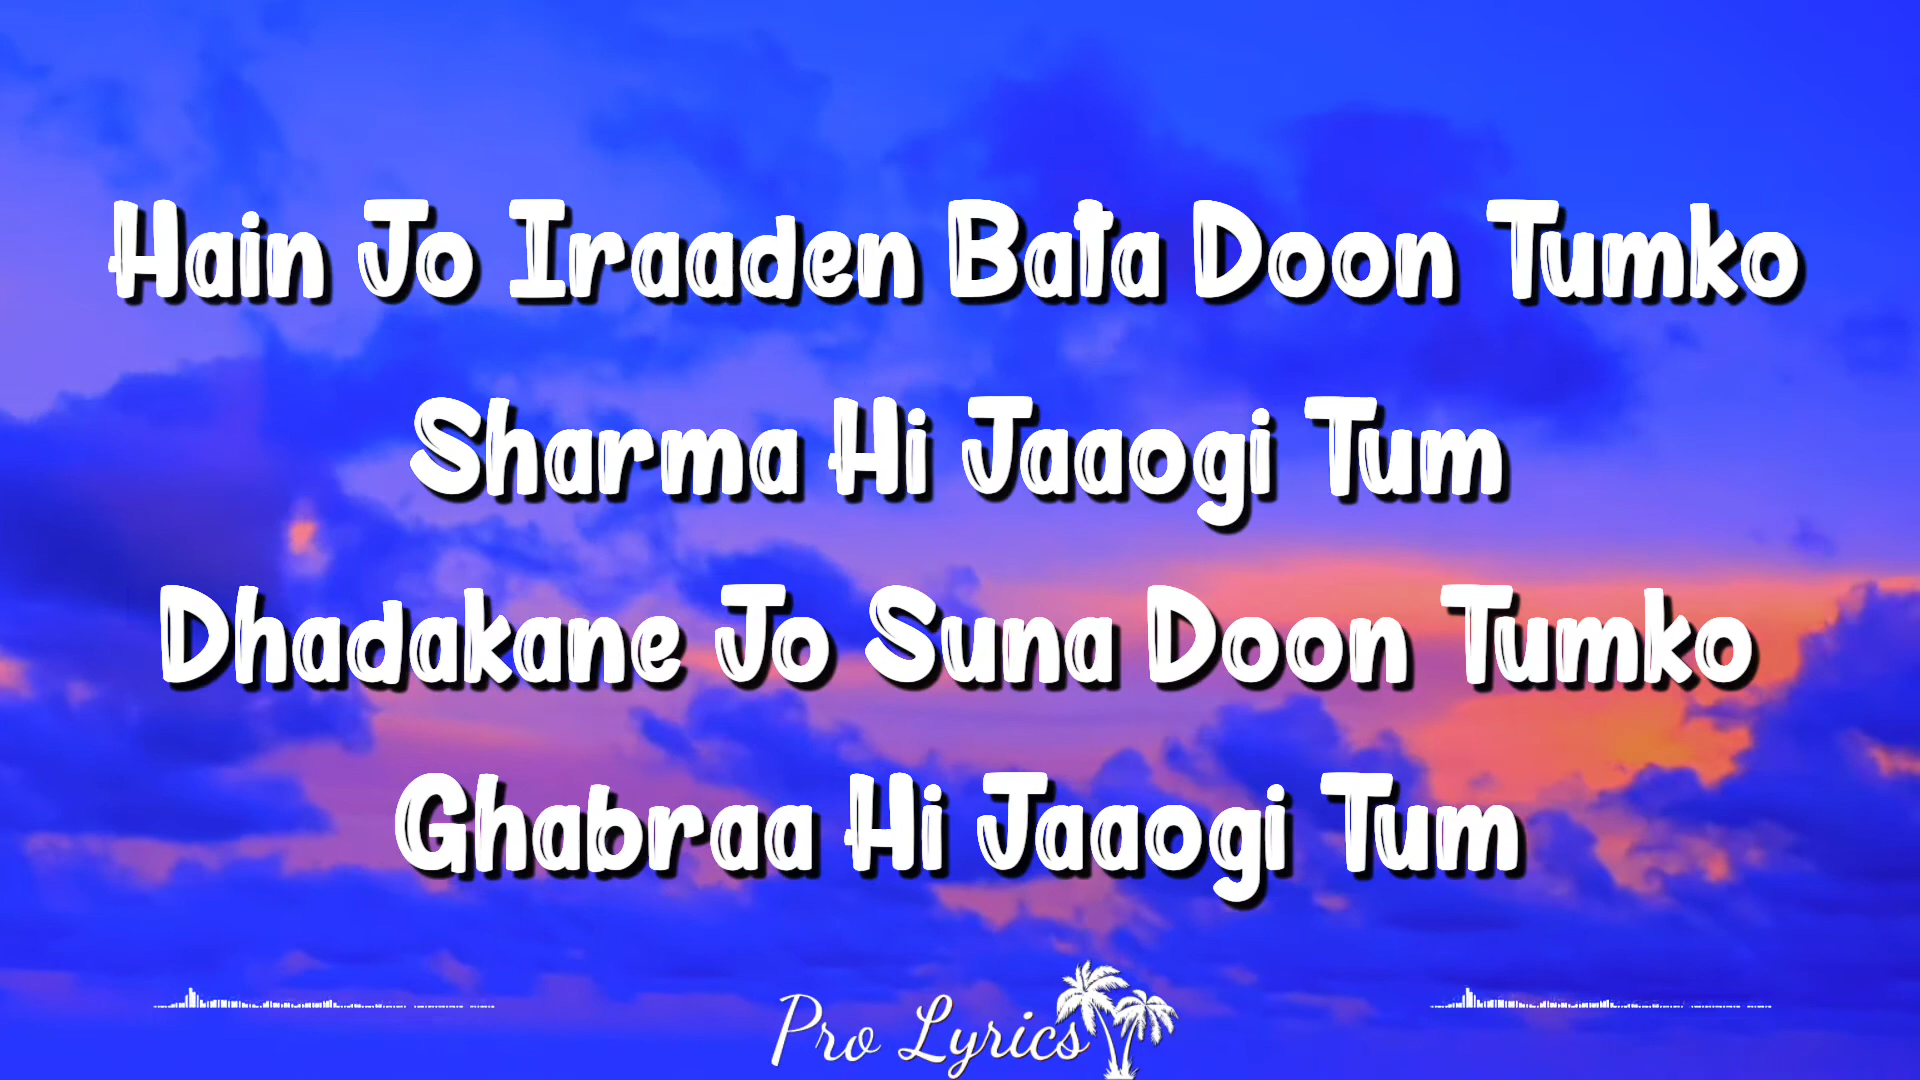 Hain Jo Iraaden Bata Doon Tumko
Sharma Hi Jaaogi Tum
Dhadakane Jo Suna Doon Tumko
Ghabraa Hi Jaaogi Tum
Pro Lyrics